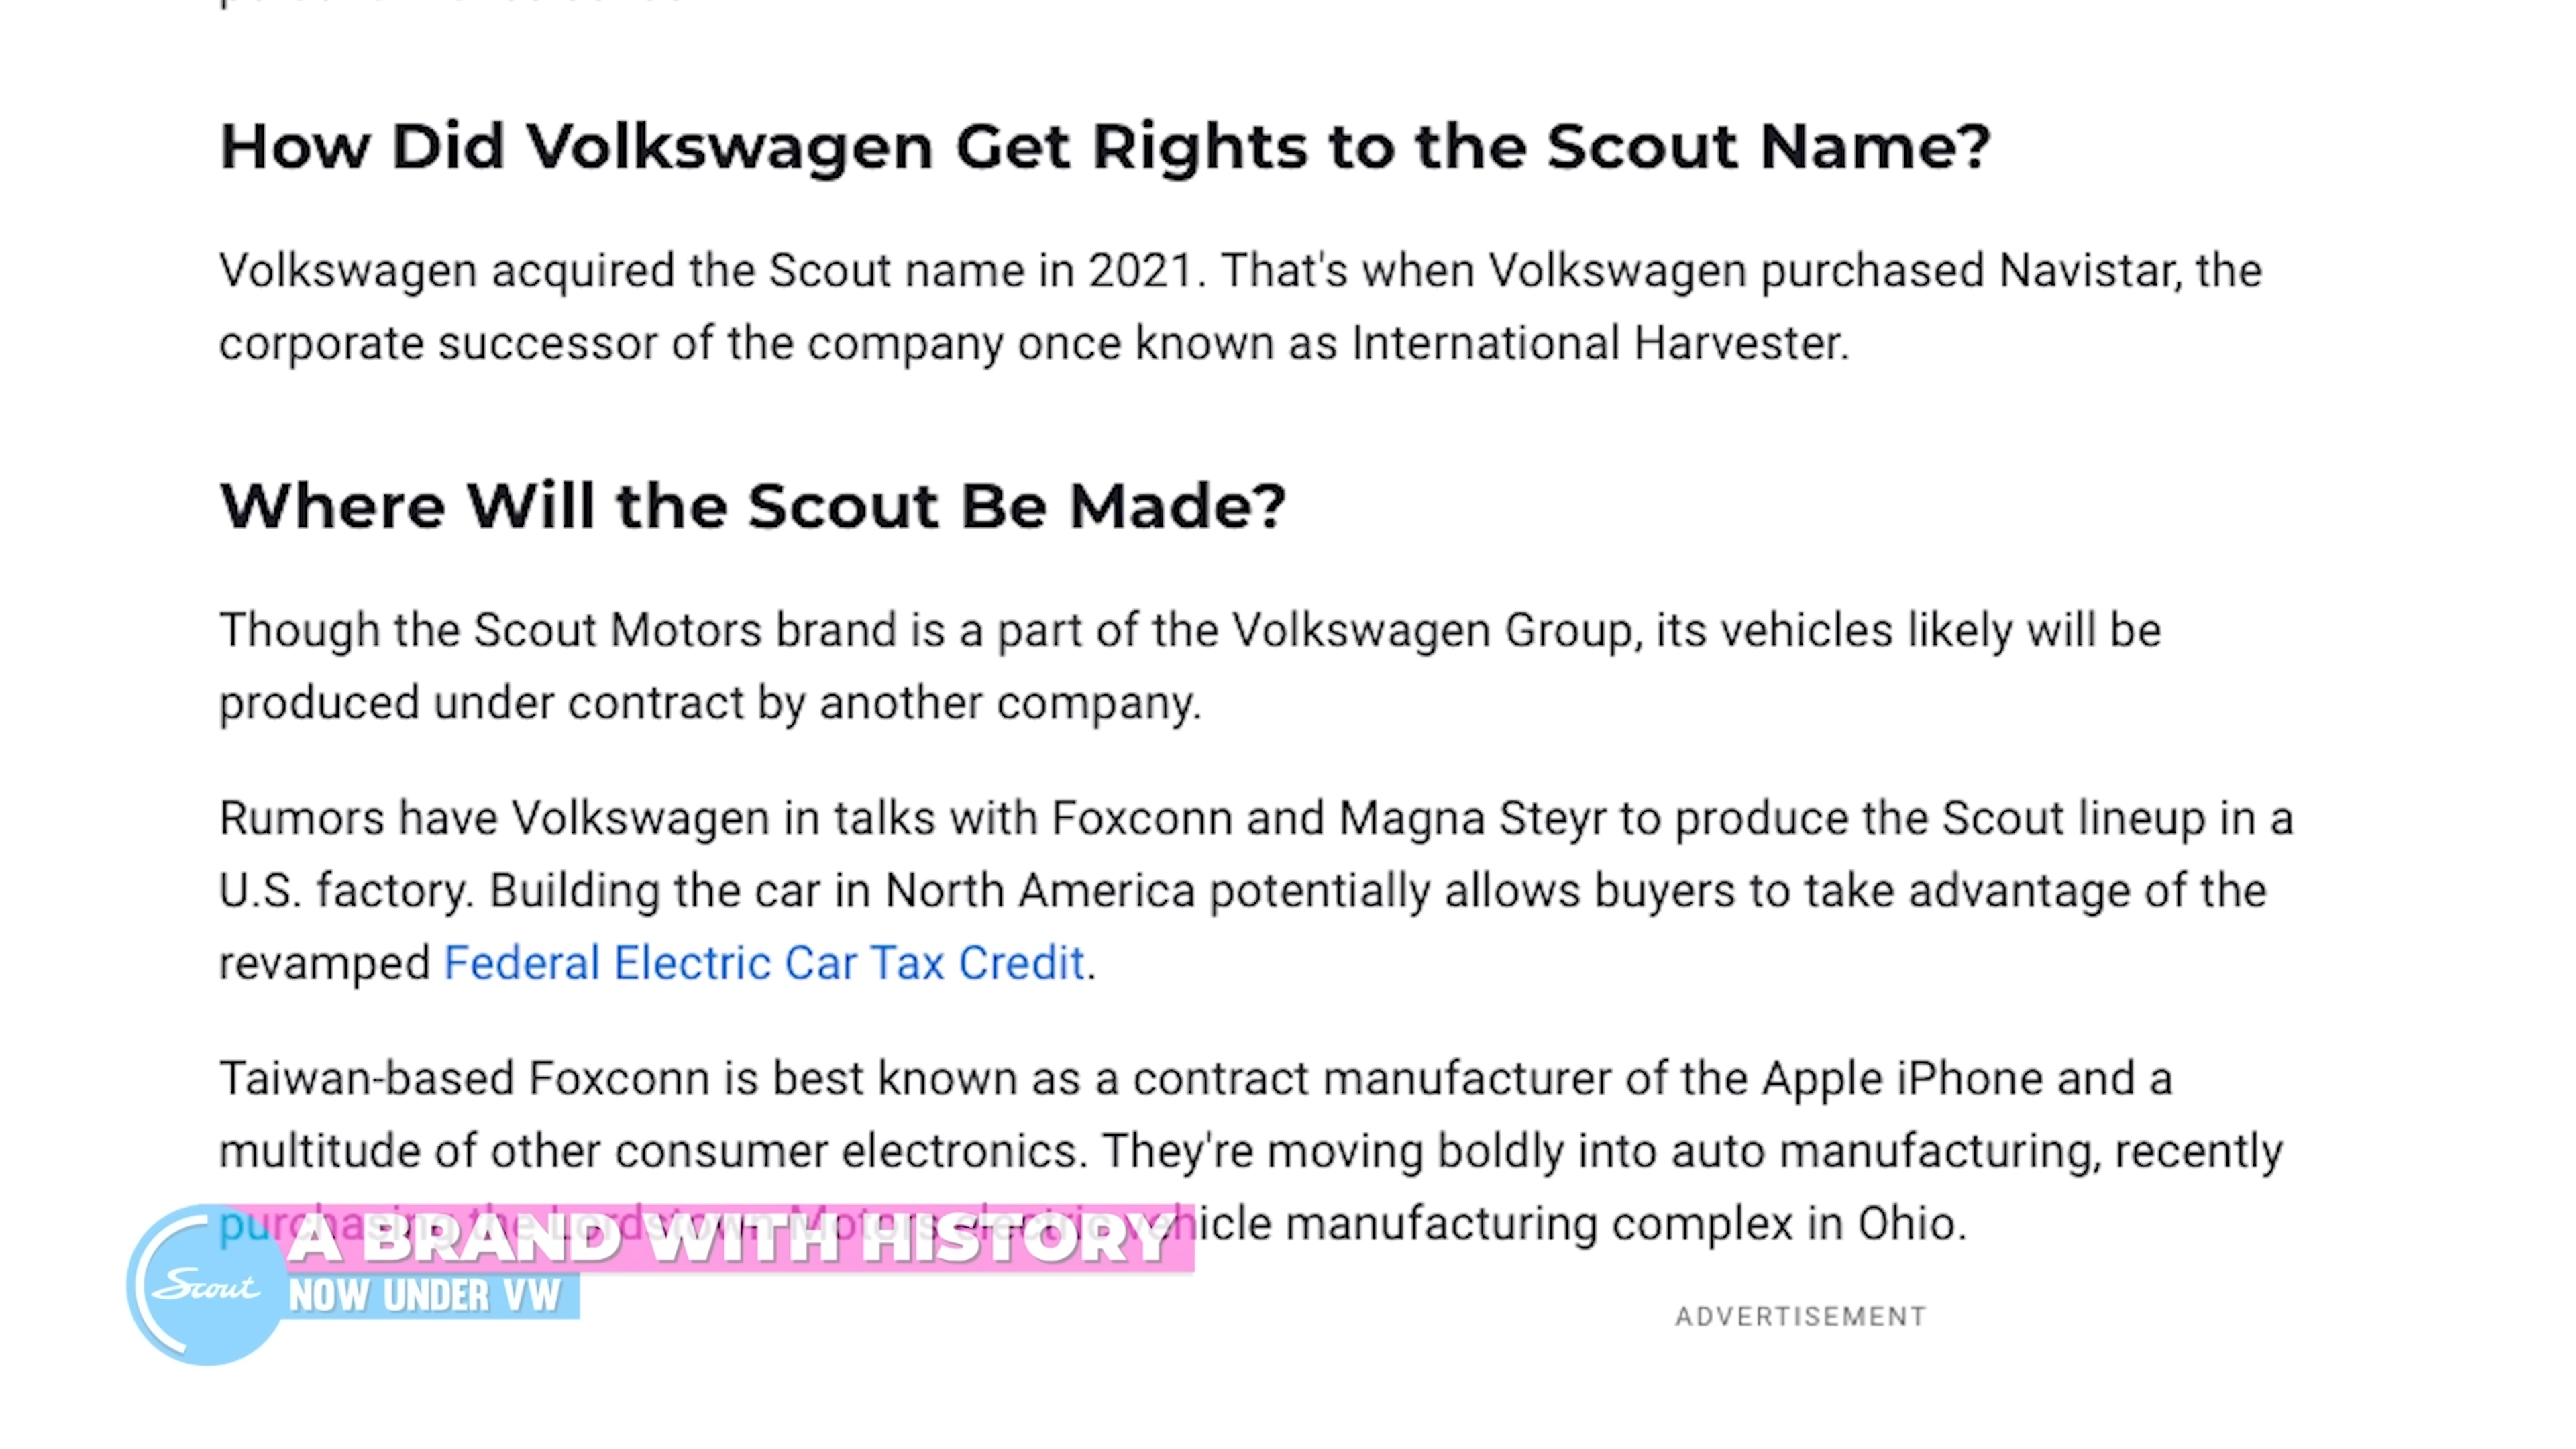 How Did Volkswagen Get Rights to the Scout Name?
Volkswagen acquired the Scout name in 2021. That's when Volkswagen purchased Navistar, the
corporate successor of the company once known as International Harvester.
Where Will the Scout Be Made?
Though the Scout Motors brand is a part of the Volkswagen Group, its vehicles likely will be
produced under contract by another company.
Rumors have Volkswagen in talks with Foxconn and Magna Steyr to produce the Scout lineup in a
U.S. factory. Building the car in North America potentially allows buyers to take advantage of the
revamped Federal Electric Car Tax Credit.
Taiwan-based Foxconn is best known as a contract manufacturer of the Apple iPhone and a
multitude of other consumer electronics. They're moving boldly into auto manufacturing, recently
purchasing the Lordstown Motors electric vehicle manufacturing complex in Ohio.
A BRAND WITH HISTORY
Scout
NOW UNDER VW
ADVERTISEMENT